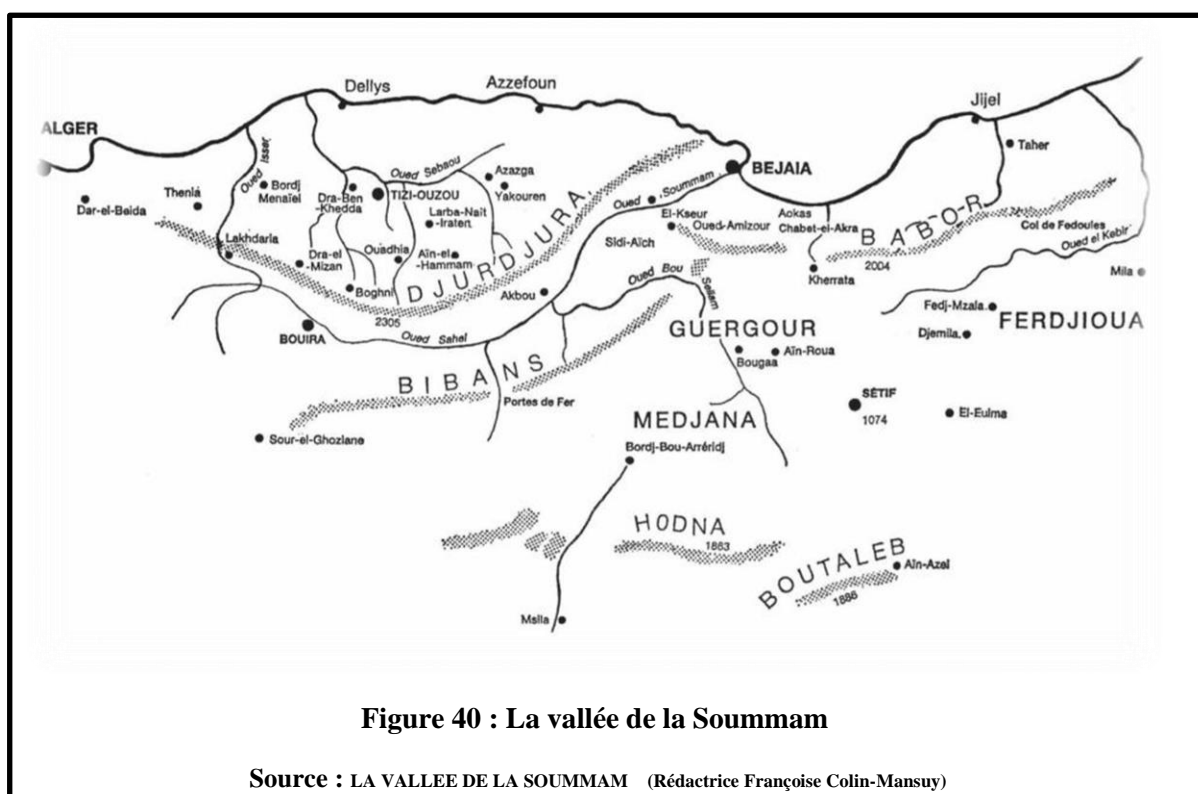 Dellys
Azzefoun
Jijel
ALGER
Oued Isser
BEJAIA
Taher
Thenia
Bordj
Menaïel
Dra-Ben
-Khedda
Oued Sebaou
TIZI-OUZOU
Azazga
Yakouren
Oued Soummam
Dar-el-Beida
Larba-Nait
-Iraten
El-Kseur
Oued-Amizour
Aokas
Chabet-el-Akra
BABOR
Col de Fedoules
Lakhdaria
Dra-el
-Mizan
Ouadhia
Aïn-el
-Hammam
DJURDJURA
Sidi-Aïch
2004
Kherrata
Oued el Kebir
Mila
Boghni
Akbou
Oued Bou
Sellam
2305
BOUIRA
Oued Sahel
Fedj-Mzala
FERDJIOUA
GUERGOUR
Djemila
Bougaa
Aïn-Roua
BIBANS
Portes de Fer
SÉTIF
1074
El-Eulma
MEDJANA
Sour-el-Ghozlane
Bordj-Bou-Arréridj
HODNA
1863
BOUTALEB
Aïn-Azel
1886
Msila
Figure 40 : La vallée de la Soummam
Source : LA VALLEE DE LA SOUMMAM (Rédactrice Françoise Colin-Mansuy)